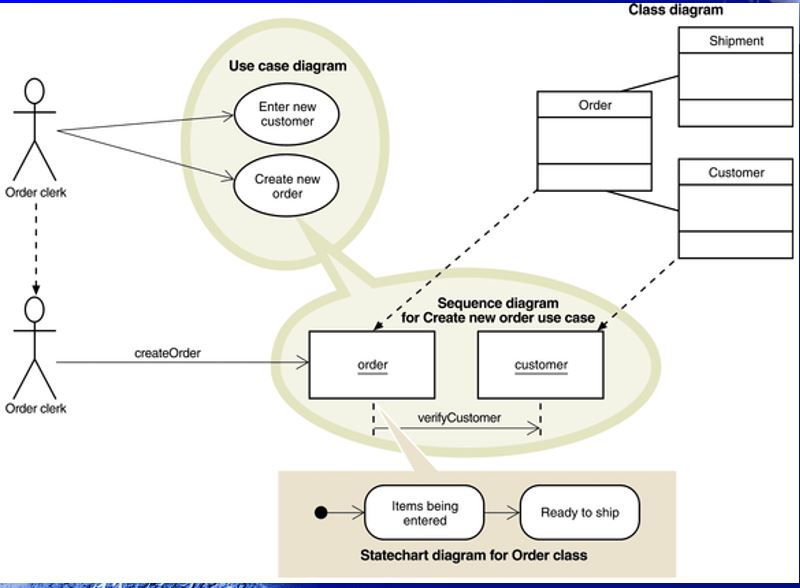 Class diagram
Shipment
Use case diagram
Enter new
customer
Order
Create new
order
Customer
Order clerk
Sequence diagram
for Create new order use case
createOrder
order
customer
Order clerk
verifyCustomer
Items being
entered
Ready to ship
Statechart diagram for Order class